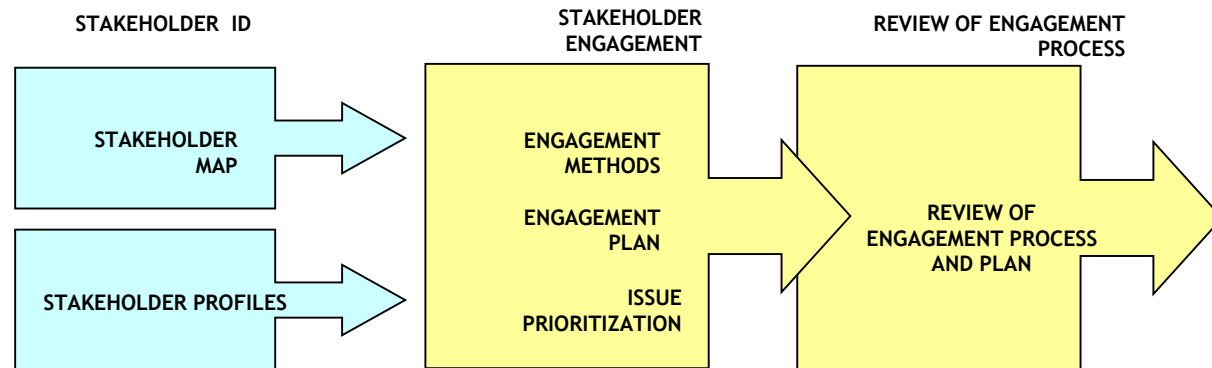 STAKEHOLDER ID
STAKEHOLDER
ENGAGEMENT
REVIEW OF ENGAGEMENT
PROCESS
STAKEHOLDER
MAP
STAKEHOLDER PROFILES
ENGAGEMENT
METHODS
ENGAGEMENT
PLAN
ISSUE
PRIORITIZATION
REVIEW OF
ENGAGEMENT PROCESS
AND PLAN